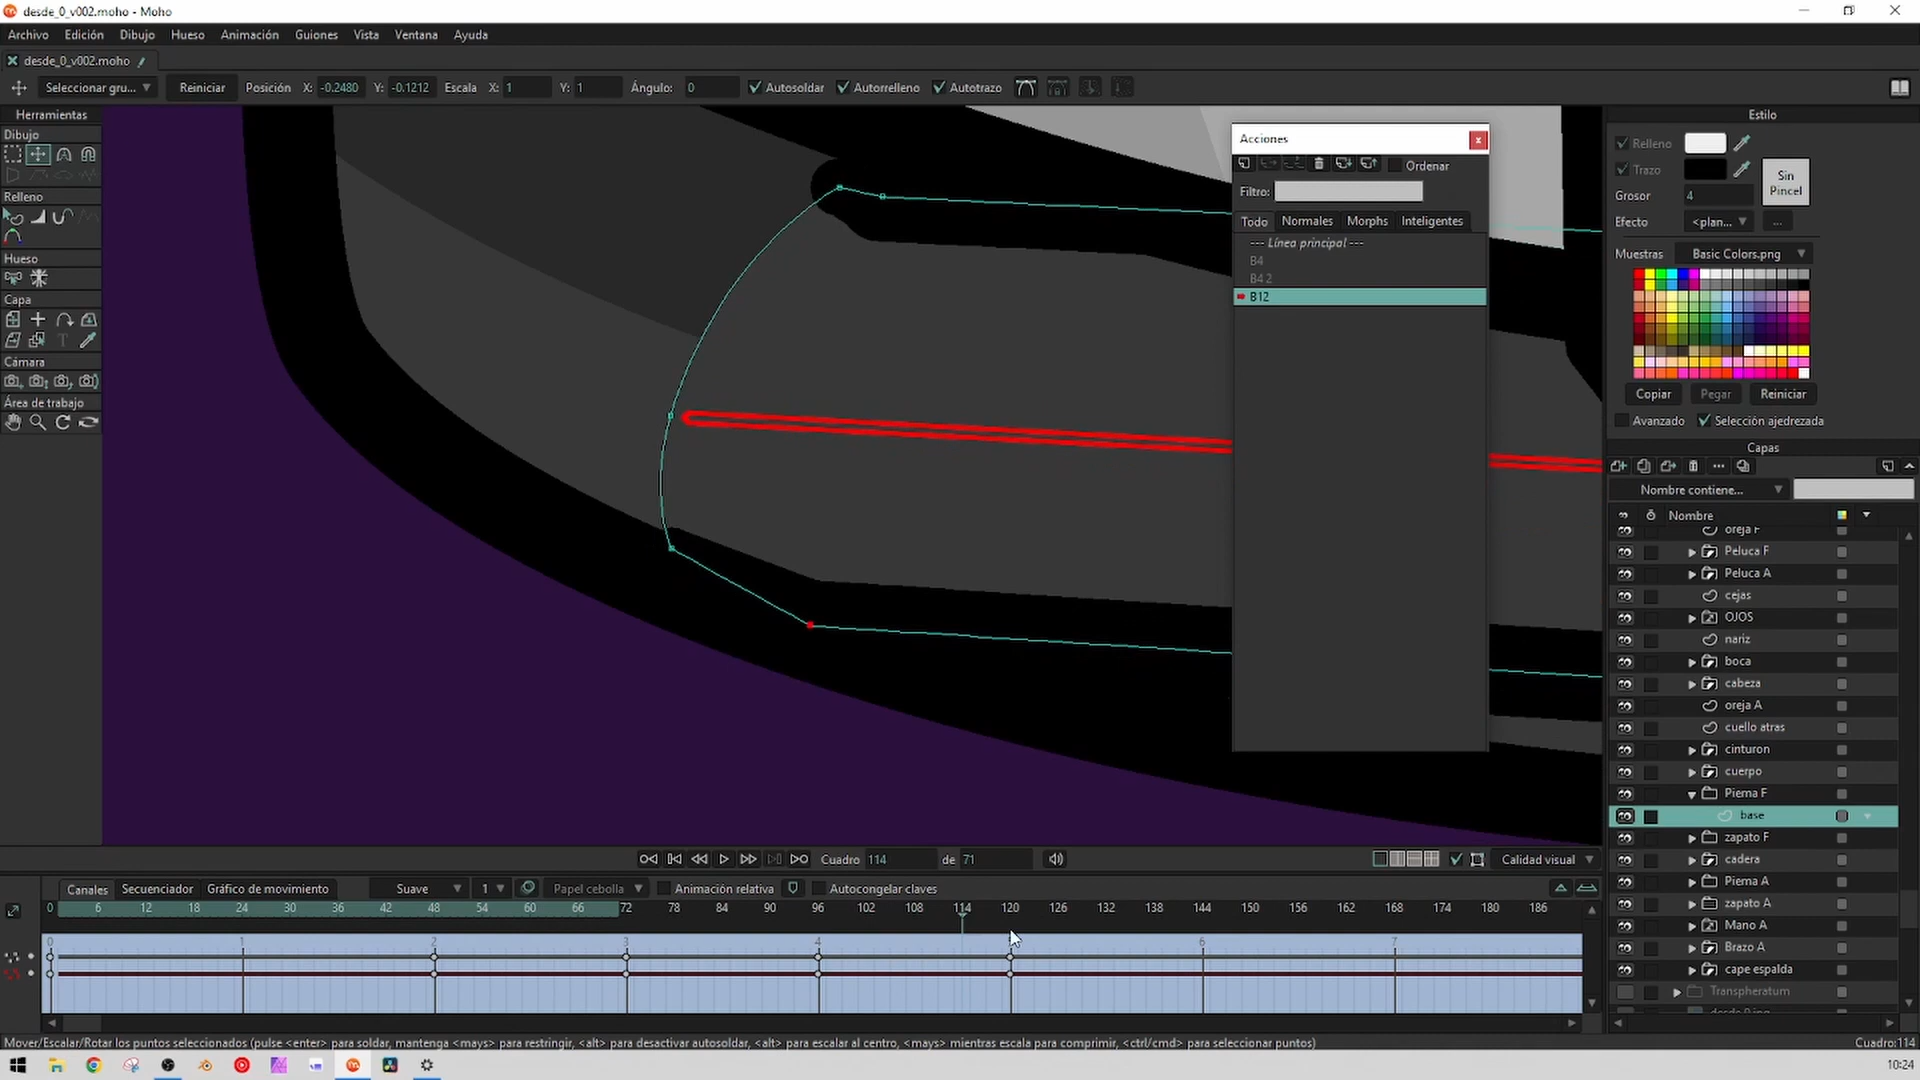 desde_0_v002.moho - Moho
Archivo Edición Dibujo Hueso Animación Guiones Vista Ventana Ayuda
desde_0_v002.moho
Seleccionar gru... Reiniciar Posición X: -0.2480 Y: -0.1212 Escala X: 1 Y: 1 Ángulo: 0 Autosoldar Autorrelleno Autotrazo
Herramientas
Dibujo
Relleno
Hueso
Capa
Cámara
Área de trabajo
Acciones
Ordenar
Filtro:
Todo Normales Morphs Inteligentes
--- Línea principal ---
B4
B4 2
B12
Estilo
Relleno
Trazo
Sin Pincel
Grosor 4
Efecto <plan... ...
Muestras Basic Colors.png
Copiar Pegar Reiniciar
Avanzado Selección ajedrezada
Capas
Nombre contiene...
Nombre
oreja F
Peluca F
Peluca A
cejas
OJOS
nariz
boca
cabeza
oreja A
cuello atras
cinturon
cuerpo
Pierna F
base
zapato F
cadera
Pierna A
zapato A
Mano A
Brazo A
cape espalda
Transpheratum
Cuadro 114 de 71 Calidad visual
Canales Secuenciador Gráfico de movimiento Suave 1 Papel cebolla Animación relativa Autocongelar claves
0 6 12 18 24 30 36 42 48 54 60 66 72 78 84 90 96 102 108 114 120 126 132 138 144 150 156 162 168 174 180 186
0 1 2 3 4 6 7
Mover/Escalar/Rotar los puntos seleccionados (pulse <enter> para soldar, mantenga <mays> para restringir, <alt> para desactivar autosoldar, <alt> para escalar al centro, <mays> mientras escala para comprimir, <ctrl/cmd> para seleccionar puntos) Cuadro:114
10:24